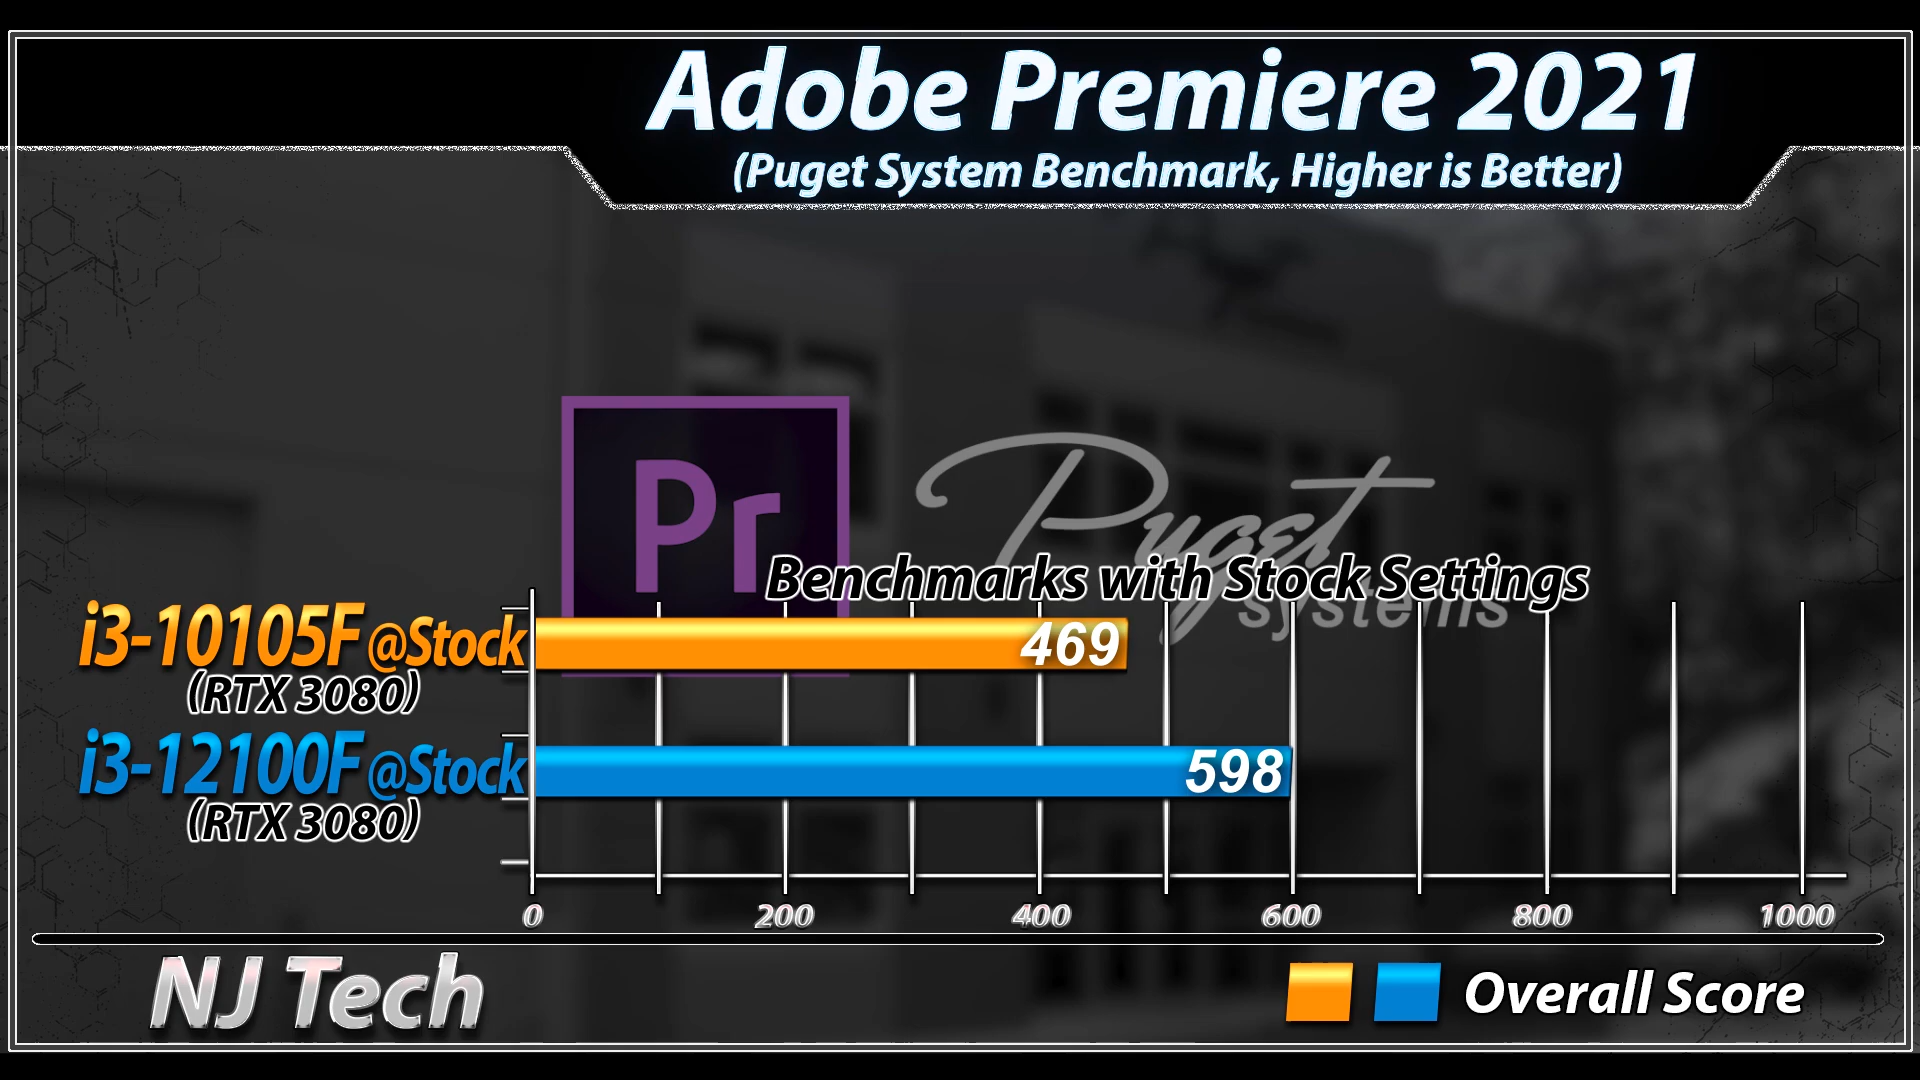 Adobe Premiere 2021
(Puget System Benchmark, Higher is Better)
Pr
Puget
systems
Benchmarks with Stock Settings
i3-10105F @Stock
469
(RTX 3080)
i3-12100F @Stock
598
(RTX 3080)
0 200 400 600 800 1000
NJ Tech
Overall Score